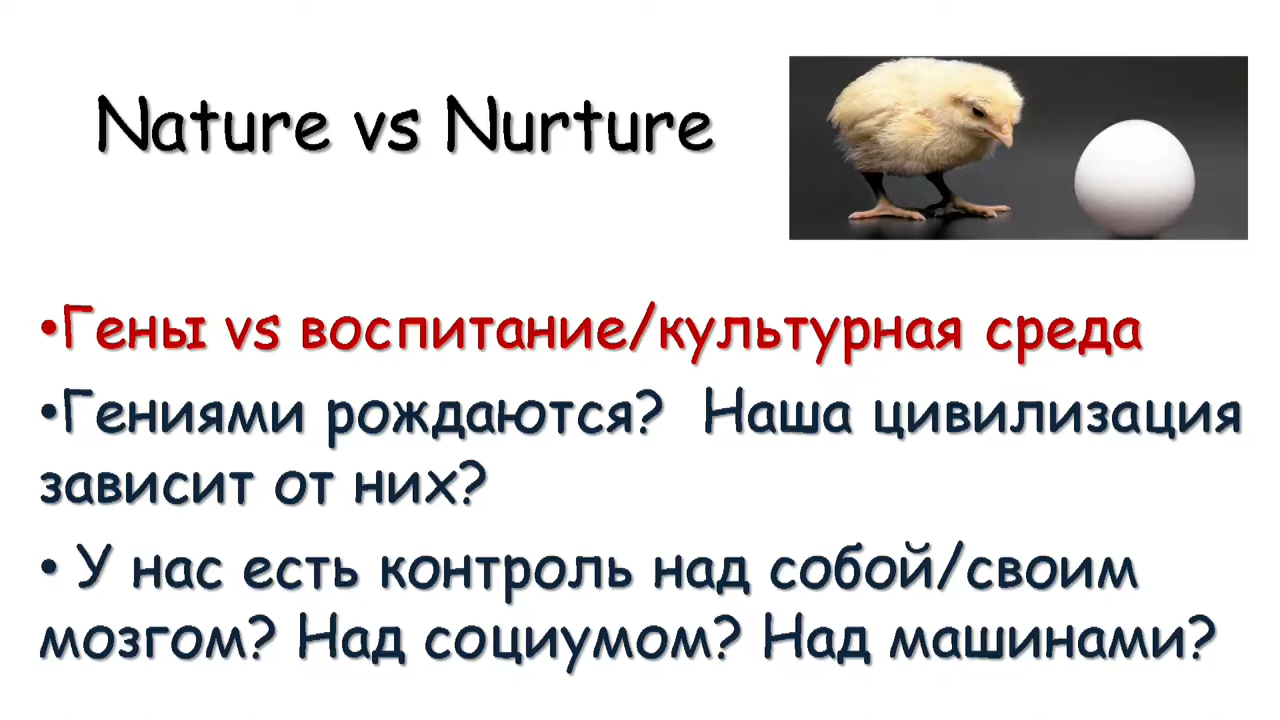 Nature vs Nurture
•Гены vs воспитание/культурная среда
•Гениями рождаются? Наша цивилизация
зависит от них?
• У нас есть контроль над собой/своим
мозгом? Над социумом? Над машинами?